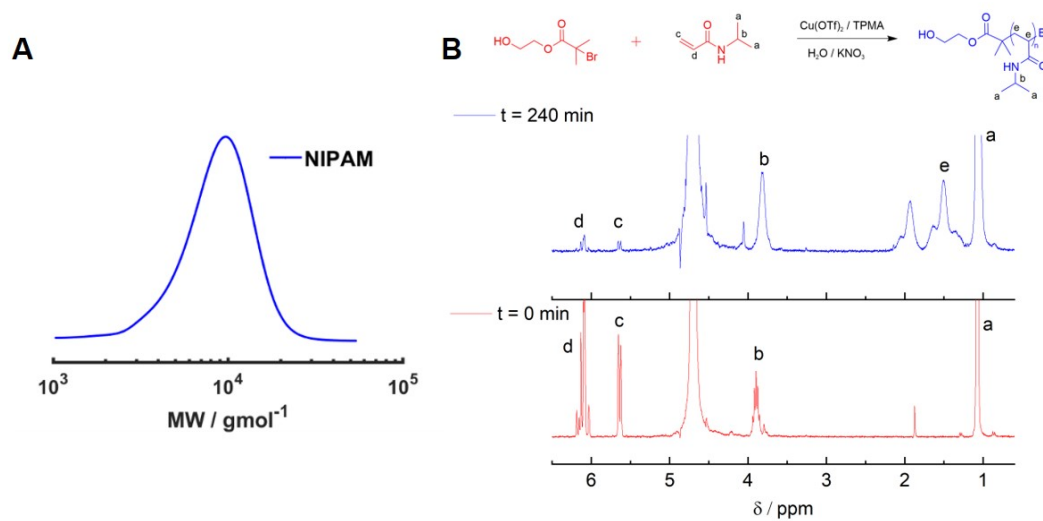 A
NIPAM
10³ 10⁴ 10⁵
MW / gmol⁻¹
B
HO O O Br
+
c d O N H a b a
Cu(OTf)₂ / TPMA
H₂O / KNO₃
HO O O e e n B
HN O b a a
t = 240 min
d c b e a
t = 0 min
d c b a
6 5 4 3 2 1
δ / ppm